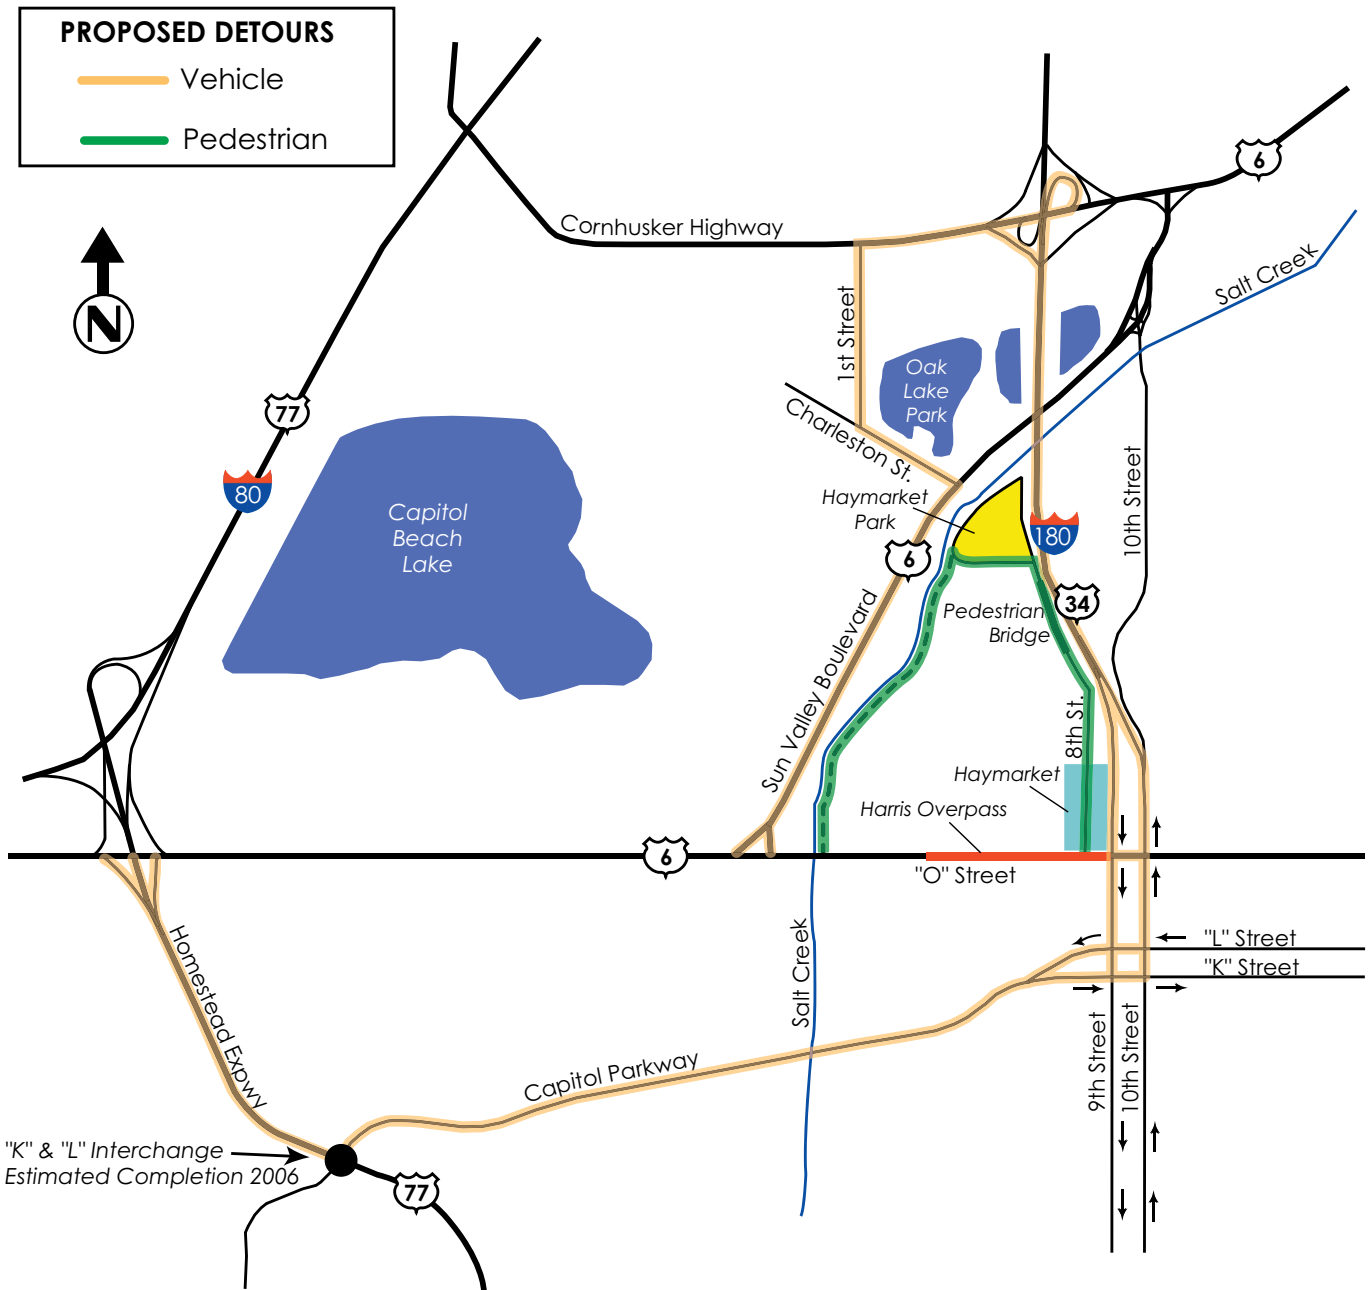 PROPOSED DETOURS
Vehicle
Pedestrian
N
6
Cornhusker Highway
Salt Creek
1st Street
Oak
Lake
Park
77
80
Charleston St.
10th Street
Capitol
Beach
Lake
Haymarket
Park
180
6
34
Pedestrian
Bridge
Sun Valley Boulevard
8th St.
Haymarket
Harris Overpass
6
"O" Street
Homestead Expwy
Salt Creek
"L" Street
"K" Street
9th Street
10th Street
Capitol Parkway
"K" & "L" Interchange
Estimated Completion 2006
77